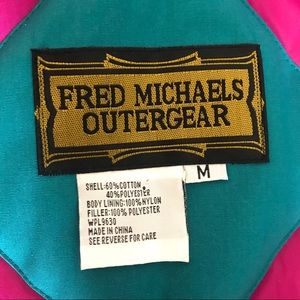 FRED MICHAELS
OUTERGEAR
M
SHELL:60%COTTON,
40%POLYESTER
BODY LINING:100%NYLON
FILLER:100% POLYESTER
WPL9630
MADE IN CHINA
SEE REVERSE FOR CARE